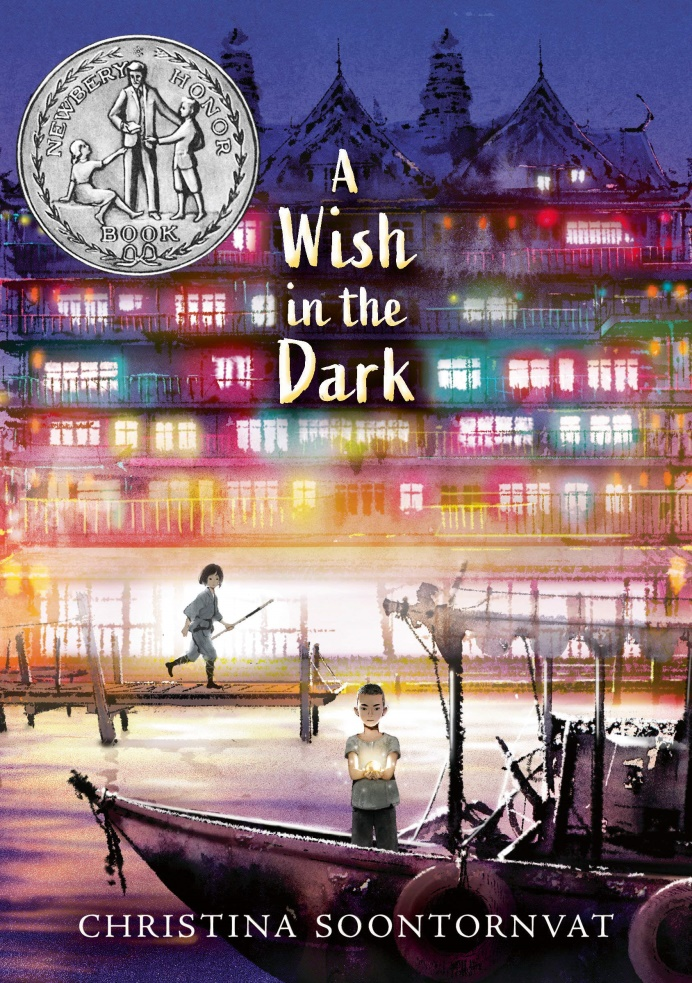 NEWBERY HONOR
BOOK
A
Wish
in the
Dark
CHRISTINA SOONTORNVAT